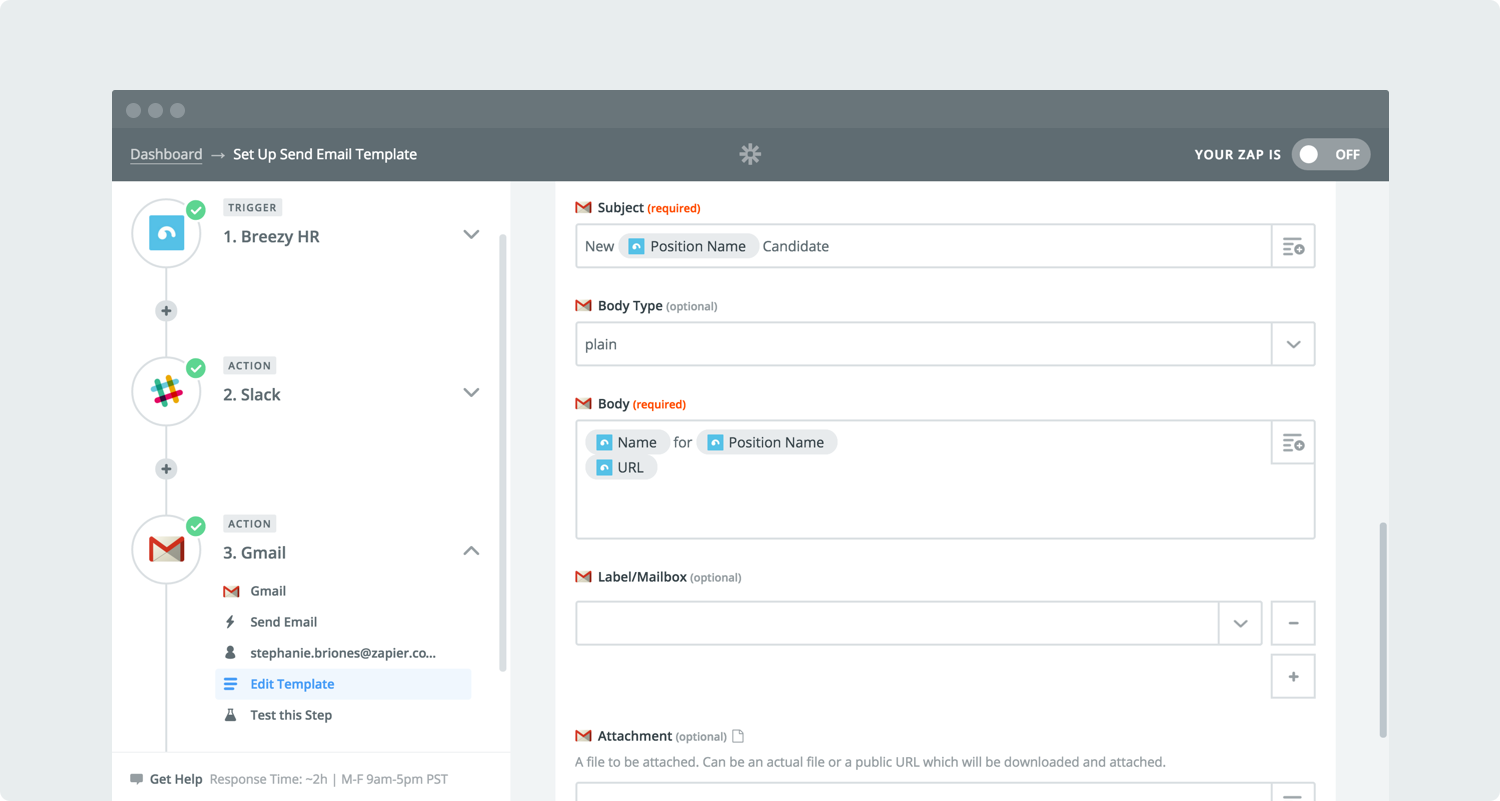 Dashboard → Set Up Send Email Template
YOUR ZAP IS OFF
TRIGGER
1. Breezy HR
ACTION
2. Slack
ACTION
3. Gmail
Gmail
Send Email
stephanie.briones@zapier.co...
Edit Template
Test this Step
Get Help Response Time: ~2h | M-F 9am-5pm PST
Subject (required)
New Position Name Candidate
Body Type (optional)
plain
Body (required)
Name for Position Name
URL
Label/Mailbox (optional)
Attachment (optional)
A file to be attached. Can be an actual file or a public URL which will be downloaded and attached.